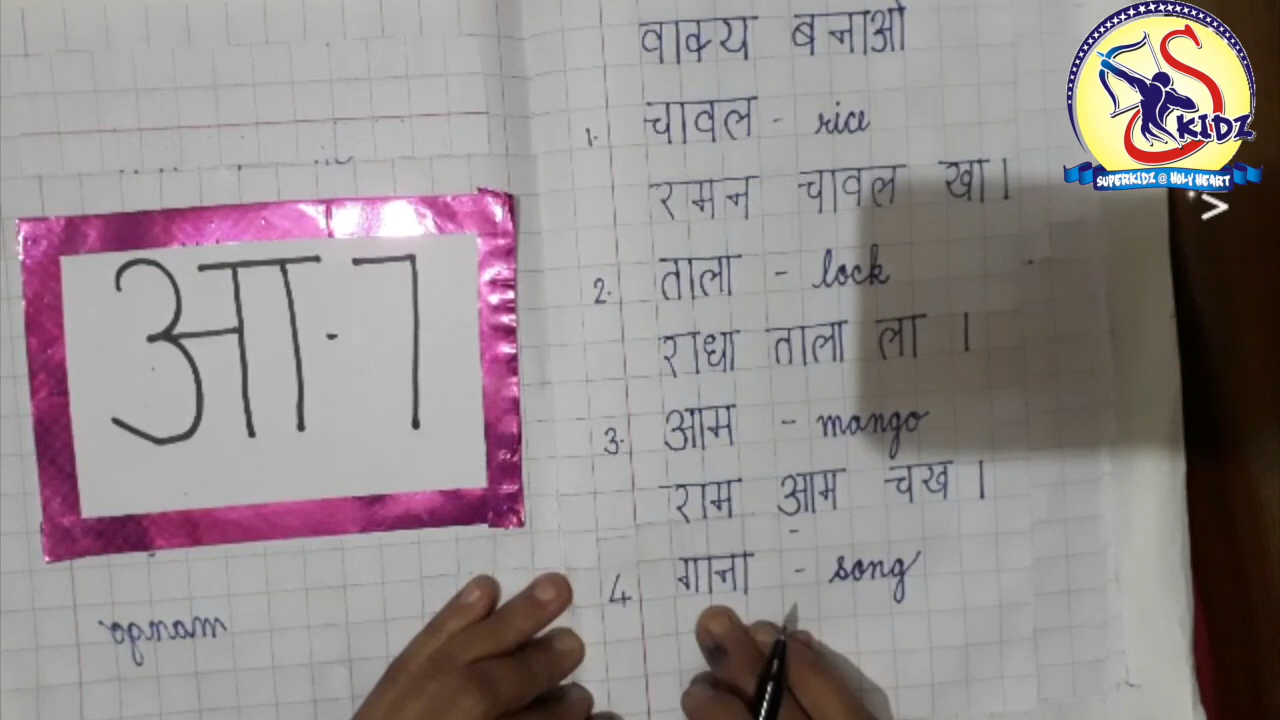 वाक्य बनाओ
1. चावल - rice
रमन चावल खा।
2. ताला - lock
राधा ताला ला ।
3. आम - mango
राम आम चख ।
4 गाना - song
आ - ा
S KIDZ
SUPERKIDZ @ HOLY HEART
>